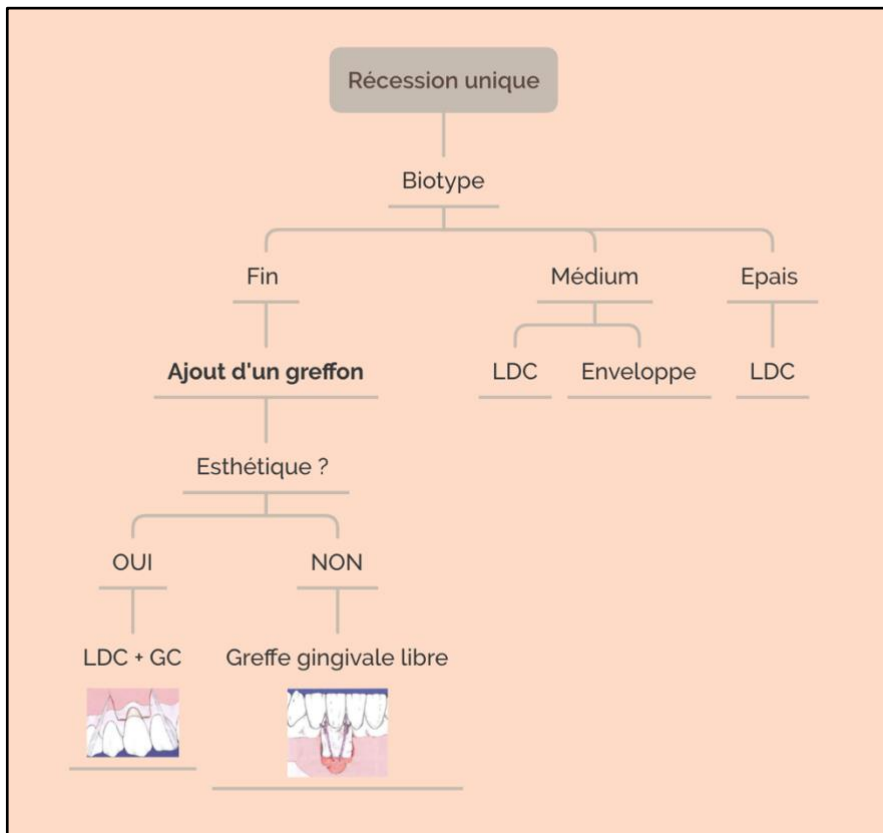 Récession unique
Biotype
Fin
Médium
Epais
Ajout d'un greffon
LDC
Enveloppe
LDC
Esthétique ?
OUI
NON
LDC + GC
Greffe gingivale libre